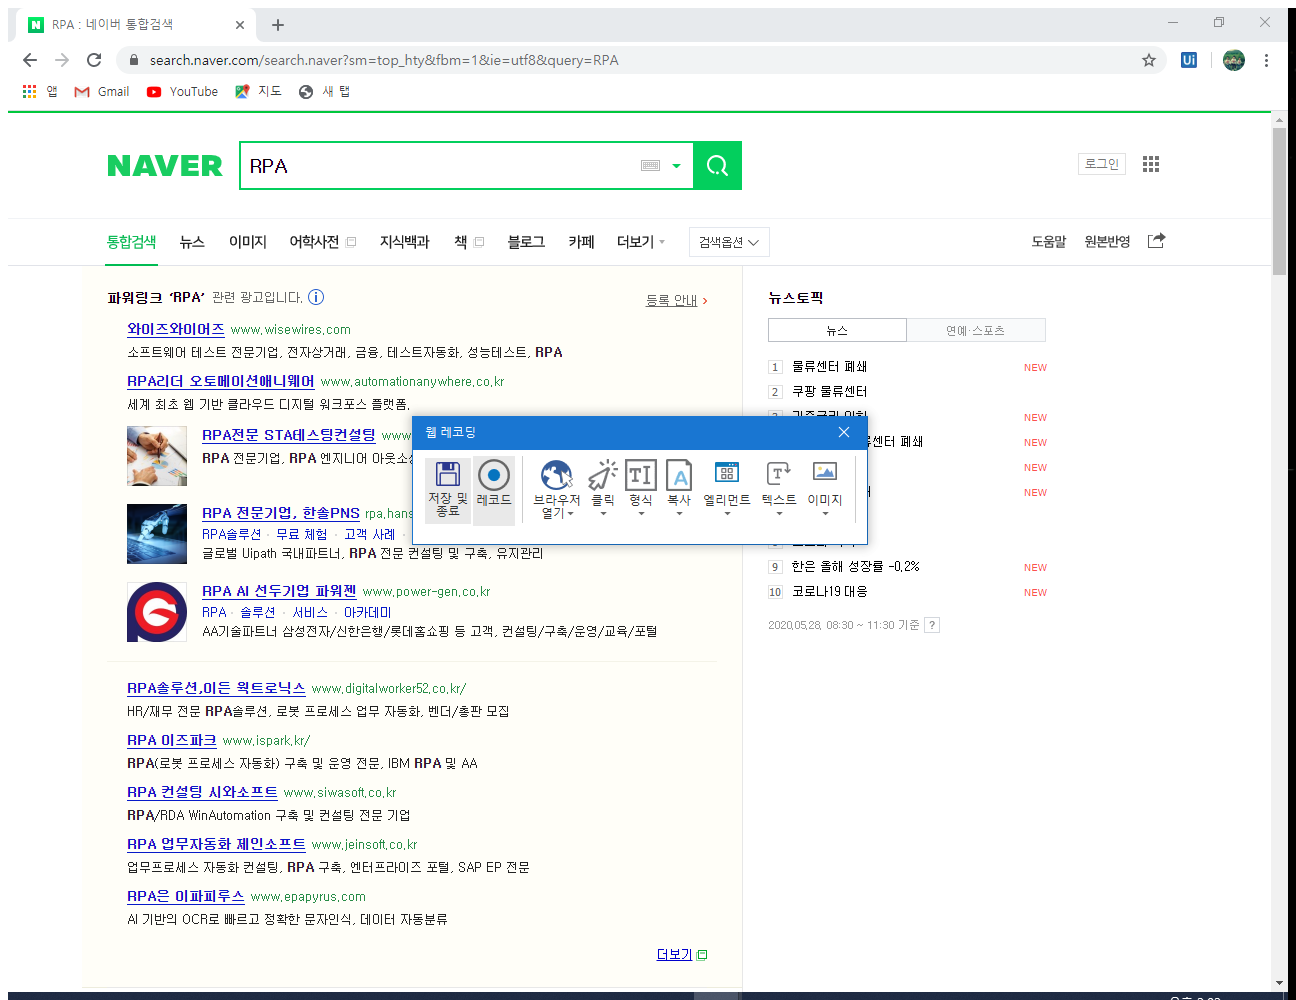 RPA : 네이버 통합검색
search.naver.com/search.naver?sm=top_hty&fbm=1&ie=utf8&query=RPA
Ui
앱 Gmail YouTube 지도 새 탭
NAVER RPA 로그인
통합검색 뉴스 이미지 어학사전 지식백과 책 블로그 카페 더보기 검색옵션 도움말 원본반영
파워링크 ‘RPA’ 관련 광고입니다. 등록 안내
와이즈와이어즈 www.wisewires.com
소프트웨어 테스트 전문기업, 전자상거래, 금융, 테스트자동화, 성능테스트, RPA
RPA리더 오토메이션애니웨어 www.automationanywhere.co.kr
세계 최초 웹 기반 클라우드 디지털 워크포스 플랫폼.
RPA전문 STA테스팅컨설팅 www
RPA 전문기업, RPA 엔지니어 아웃소싱
RPA 전문기업, 한솔PNS rpa.hans
RPA솔루션 · 무료 체험 · 고객 사례 ·
글로벌 Uipath 국내파트너, RPA 전문 컨설팅 및 구축, 유지관리
RPA AI 선두기업 파워젠 www.power-gen.co.kr
RPA · 솔루션 · 서비스 · 아카데미
AA기술파트너 삼성전자/신한은행/롯데홈쇼핑 등 고객, 컨설팅/구축/운영/교육/포털
RPA솔루션,이든 웍트로닉스 www.digitalworker52.co.kr/
HR/재무 전문 RPA솔루션, 로봇 프로세스 업무 자동화, 벤더/총판 모집
RPA 이즈파크 www.ispark.kr/
RPA(로봇 프로세스 자동화) 구축 및 운영 전문, IBM RPA 및 AA
RPA 컨설팅 시와소프트 www.siwasoft.co.kr
RPA/RDA WinAutomation 구축 및 컨설팅 전문 기업
RPA 업무자동화 제인소프트 www.jeinsoft.co.kr
업무프로세스 자동화 컨설팅, RPA 구축, 엔터프라이즈 포털, SAP EP 전문
RPA은 이파피루스 www.epapyrus.com
AI 기반의 OCR로 빠르고 정확한 문자인식, 데이터 자동분류
더보기
웹 레코딩
저장 및 종료 레코드 브라우저 열기 클릭 형식 복사 엘리먼트 텍스트 이미지
뉴스토픽
뉴스 연예·스포츠
1 물류센터 폐쇄 NEW
2 쿠팡 물류센터
NEW
센터 폐쇄 NEW
NEW
NEW
9 한은 올해 성장률 -0.2% NEW
10 코로나19 대응 NEW
2020.05.28. 08:30 ~ 11:30 기준 ?